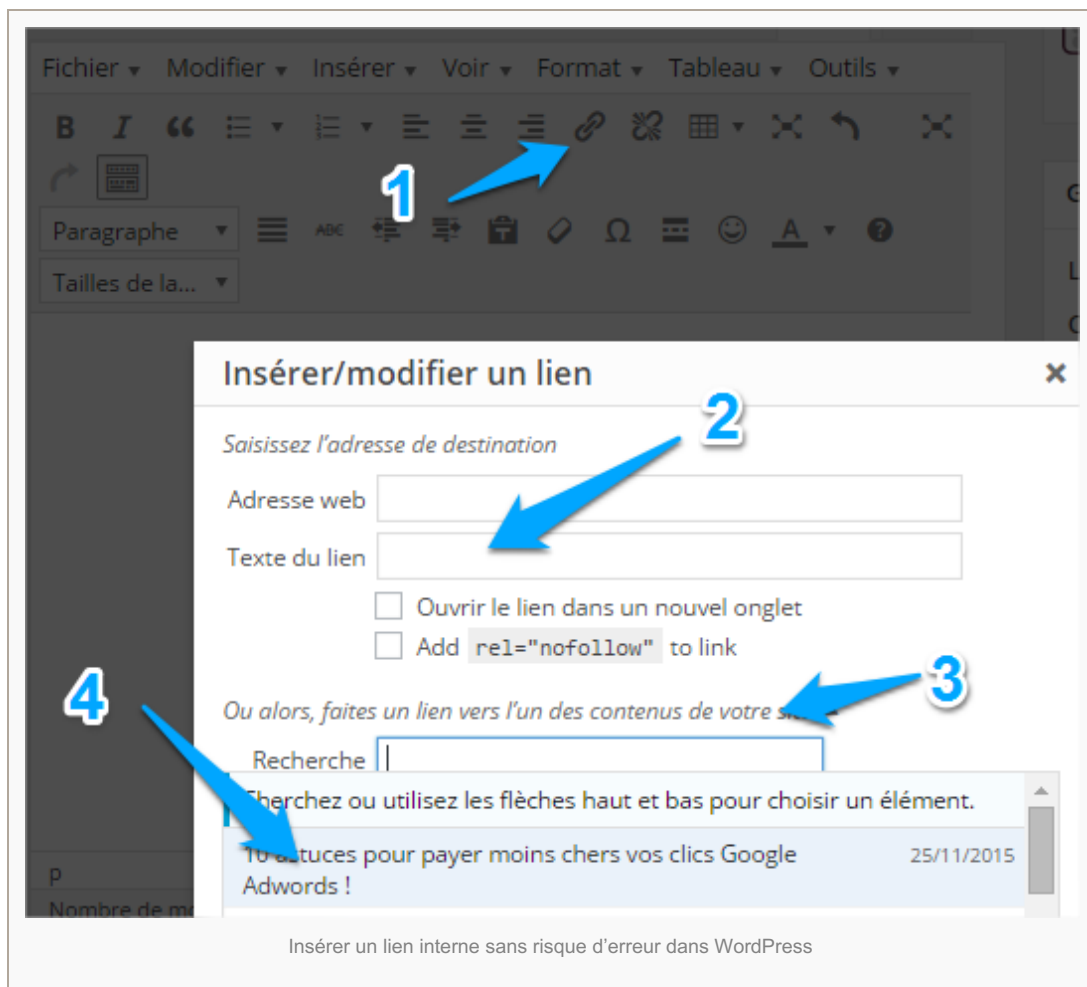 Fichier Modifier Insérer Voir Format Tableau Outils
B I
1
Paragraphe ABC T Ω A ?
Tailles de la...
Insérer/modifier un lien
2
Saisissez l'adresse de destination
Adresse web
Texte du lien
Ouvrir le lien dans un nouvel onglet
Add rel="nofollow" to link
3
4
Ou alors, faites un lien vers l'un des contenus de votre
Recherche
Cherchez ou utilisez les flèches haut et bas pour choisir un élément.
10 astuces pour payer moins chers vos clics Google 25/11/2015
Adwords !
p
Nombre de
Insérer un lien interne sans risque d'erreur dans WordPress